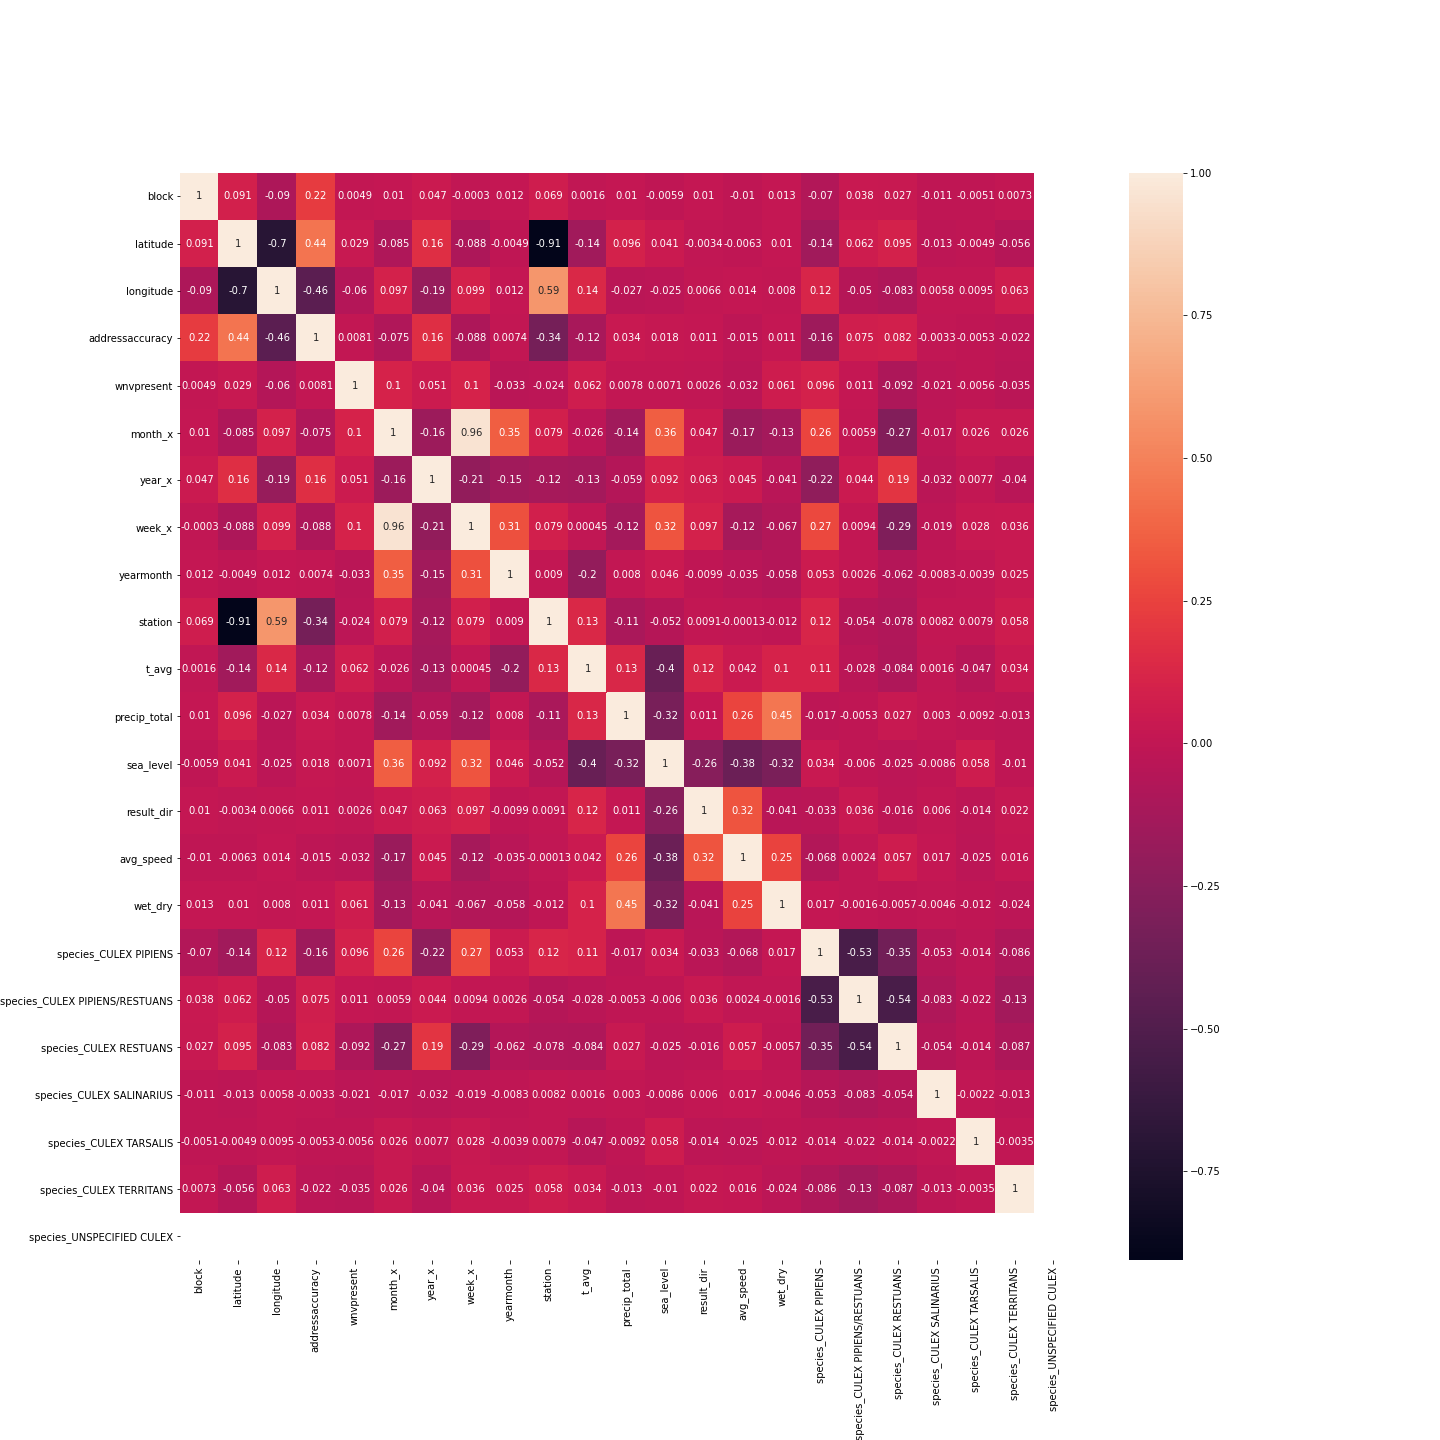 block 1 0.091 -0.09 0.22 0.0049 0.01 0.047 -0.0003 0.012 0.069 0.0016 0.01 -0.0059 0.01 -0.01 0.013 -0.07 0.038 0.027 -0.011 -0.0051 0.0073
latitude 0.091 1 -0.7 0.44 0.029 -0.085 0.16 -0.088 -0.0049 -0.91 -0.14 0.096 0.041 -0.0034 -0.0063 0.01 -0.14 0.062 0.095 -0.013 -0.0049 -0.056
longitude -0.09 -0.7 1 -0.46 -0.06 0.097 -0.19 0.099 0.012 0.59 0.14 -0.027 -0.025 0.0066 0.014 0.008 0.12 -0.05 -0.083 0.0058 0.0095 0.063
addressaccuracy 0.22 0.44 -0.46 1 0.0081 -0.075 0.16 -0.088 0.0074 -0.34 -0.12 0.034 0.018 0.011 -0.015 0.011 -0.16 0.075 0.082 -0.0033 -0.0053 -0.022
wnvpresent 0.0049 0.029 -0.06 0.0081 1 0.1 0.051 0.1 -0.033 -0.024 0.062 0.0078 0.0071 0.0026 -0.032 0.061 0.096 0.011 -0.092 -0.021 -0.0056 -0.035
month_x 0.01 -0.085 0.097 -0.075 0.1 1 -0.16 0.96 0.35 0.079 -0.026 -0.14 0.36 0.047 -0.17 -0.13 0.26 0.0059 -0.27 -0.017 0.026 0.026
year_x 0.047 0.16 -0.19 0.16 0.051 -0.16 1 -0.21 -0.15 -0.12 -0.13 -0.059 0.092 0.063 0.045 -0.041 -0.22 0.044 0.19 -0.032 0.0077 -0.04
week_x -0.0003 -0.088 0.099 -0.088 0.1 0.96 -0.21 1 0.31 0.079 0.00045 -0.12 0.32 0.097 -0.12 -0.067 0.27 0.0094 -0.29 -0.019 0.028 0.036
yearmonth 0.012 -0.0049 0.012 0.0074 -0.033 0.35 -0.15 0.31 1 0.009 -0.2 0.008 0.046 -0.0099 -0.035 -0.058 0.053 0.0026 -0.062 -0.0083 -0.0039 0.025
station 0.069 -0.91 0.59 -0.34 -0.024 0.079 -0.12 0.079 0.009 1 0.13 -0.11 -0.052 0.0091 -0.00013 -0.012 0.12 -0.054 -0.078 0.0082 0.0079 0.058
t_avg 0.0016 -0.14 0.14 -0.12 0.062 -0.026 -0.13 0.00045 -0.2 0.13 1 0.13 -0.4 0.12 0.042 0.1 0.11 -0.028 -0.084 0.0016 -0.047 0.034
precip_total 0.01 0.096 -0.027 0.034 0.0078 -0.14 -0.059 -0.12 0.008 -0.11 0.13 1 -0.32 0.011 0.26 0.45 -0.017 -0.0053 0.027 0.003 -0.0092 -0.013
sea_level -0.0059 0.041 -0.025 0.018 0.0071 0.36 0.092 0.32 0.046 -0.052 -0.4 -0.32 1 -0.26 -0.38 -0.32 0.034 -0.006 -0.025 -0.0086 0.058 -0.01
result_dir 0.01 -0.0034 0.0066 0.011 0.0026 0.047 0.063 0.097 -0.0099 0.0091 0.12 0.011 -0.26 1 0.32 -0.041 -0.033 0.036 -0.016 0.006 -0.014 0.022
avg_speed -0.01 -0.0063 0.014 -0.015 -0.032 -0.17 0.045 -0.12 -0.035 -0.00013 0.042 0.26 -0.38 0.32 1 0.25 -0.068 0.0024 0.057 0.017 -0.025 0.016
wet_dry 0.013 0.01 0.008 0.011 0.061 -0.13 -0.041 -0.067 -0.058 -0.012 0.1 0.45 -0.32 -0.041 0.25 1 0.017 -0.0016 -0.0057 -0.0046 -0.012 -0.024
species_CULEX PIPIENS -0.07 -0.14 0.12 -0.16 0.096 0.26 -0.22 0.27 0.053 0.12 0.11 -0.017 0.034 -0.033 -0.068 0.017 1 -0.53 -0.35 -0.053 -0.014 -0.086
species_CULEX PIPIENS/RESTUANS 0.038 0.062 -0.05 0.075 0.011 0.0059 0.044 0.0094 0.0026 -0.054 -0.028 -0.0053 -0.006 0.036 0.0024 -0.0016 -0.53 1 -0.54 -0.083 -0.022 -0.13
species_CULEX RESTUANS 0.027 0.095 -0.083 0.082 -0.092 -0.27 0.19 -0.29 -0.062 -0.078 -0.084 0.027 -0.025 -0.016 0.057 -0.0057 -0.35 -0.54 1 -0.054 -0.014 -0.087
species_CULEX SALINARIUS -0.011 -0.013 0.0058 -0.0033 -0.021 -0.017 -0.032 -0.019 -0.0083 0.0082 0.0016 0.003 -0.0086 0.006 0.017 -0.0046 -0.053 -0.083 -0.054 1 -0.0022 -0.013
species_CULEX TARSALIS -0.0051 -0.0049 0.0095 -0.0053 -0.0056 0.026 0.0077 0.028 -0.0039 0.0079 -0.047 -0.0092 0.058 -0.014 -0.025 -0.012 -0.014 -0.022 -0.014 -0.0022 1 -0.0035
species_CULEX TERRITANS 0.0073 -0.056 0.063 -0.022 -0.035 0.026 -0.04 0.036 0.025 0.058 0.034 -0.013 -0.01 0.022 0.016 -0.024 -0.086 -0.13 -0.087 -0.013 -0.0035 1
species_UNSPECIFIED CULEX
block
latitude
longitude
addressaccuracy
wnvpresent
month_x
year_x
week_x
yearmonth
station
t_avg
precip_total
sea_level
result_dir
avg_speed
wet_dry
species_CULEX PIPIENS
species_CULEX PIPIENS/RESTUANS
species_CULEX RESTUANS
species_CULEX SALINARIUS
species_CULEX TARSALIS
species_CULEX TERRITANS
species_UNSPECIFIED CULEX
1.00
0.75
0.50
0.25
0.00
−0.25
−0.50
−0.75